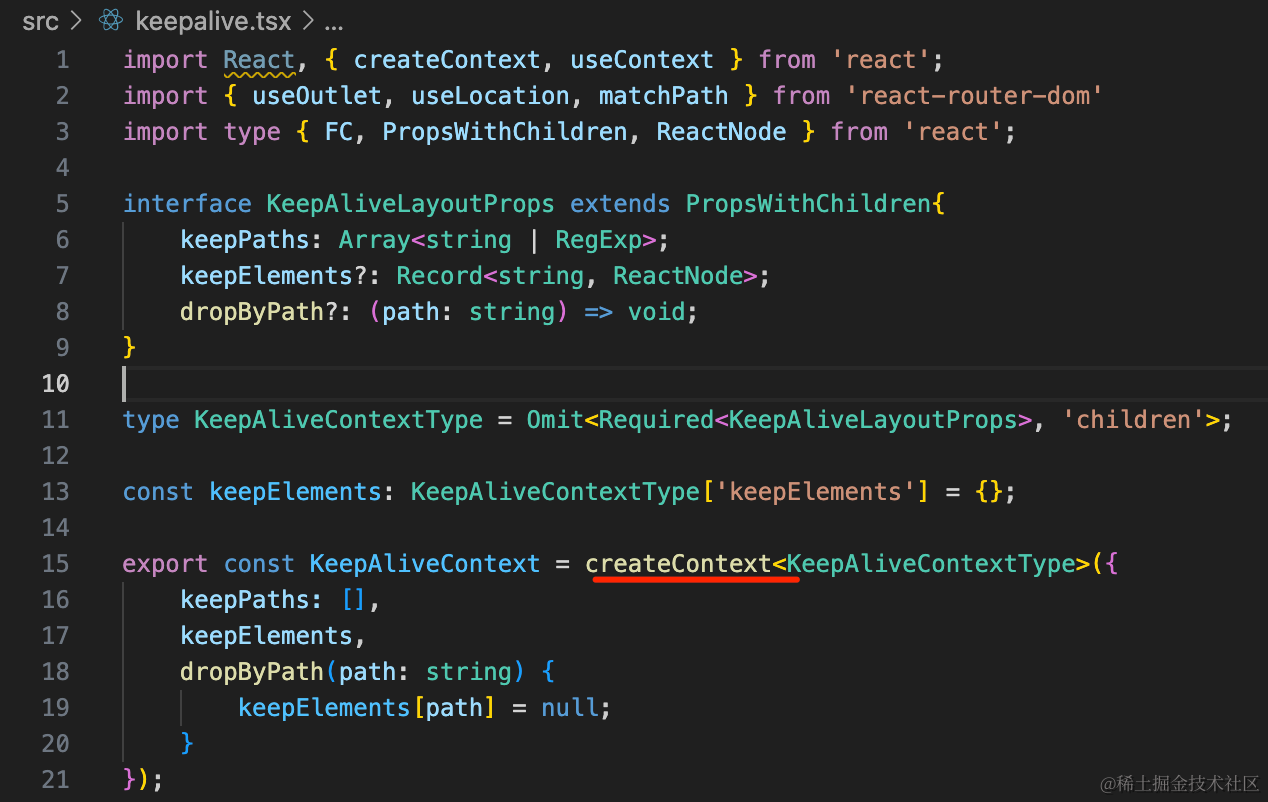 src > keepalive.tsx > ...
1 import React, { createContext, useContext } from 'react';
2 import { useOutlet, useLocation, matchPath } from 'react-router-dom'
3 import type { FC, PropsWithChildren, ReactNode } from 'react';
4
5 interface KeepAliveLayoutProps extends PropsWithChildren{
6     keepPaths: Array<string | RegExp>;
7     keepElements?: Record<string, ReactNode>;
8     dropByPath?: (path: string) => void;
9 }
10
11 type KeepAliveContextType = Omit<Required<KeepAliveLayoutProps>, 'children'>;
12
13 const keepElements: KeepAliveContextType['keepElements'] = {};
14
15 export const KeepAliveContext = createContext<KeepAliveContextType>({
16     keepPaths: [],
17     keepElements,
18     dropByPath(path: string) {
19         keepElements[path] = null;
20     }
21 });
@稀土掘金技术社区